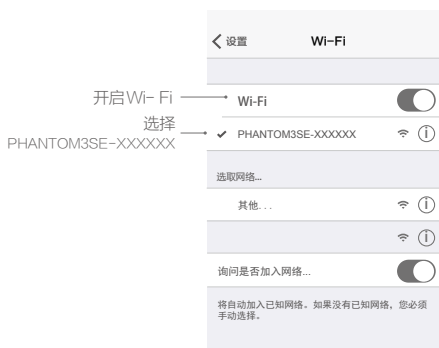 设置
Wi-Fi
开启Wi-Fi
Wi-Fi
选择
PHANTOM3SE-XXXXXX
PHANTOM3SE-XXXXXX
选取网络...
其他...
询问是否加入网络...
将自动加入已知网络。如果没有已知网络，您必须
手动选择。